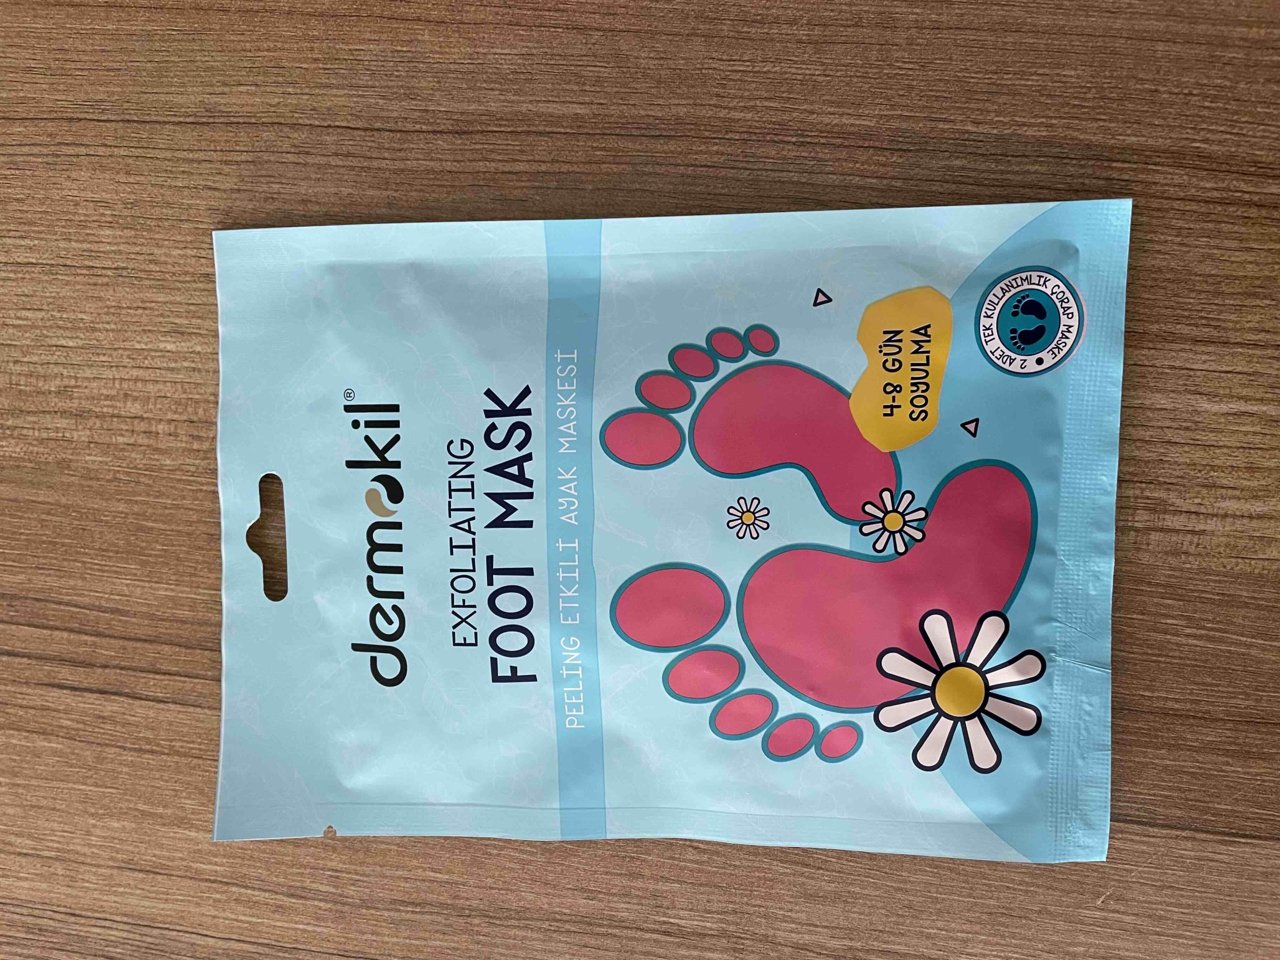 dermokil®
EXFOLIATING
FOOT MASK
PEELİNG ETKİLİ AYAK MASKESİ
4-8 GÜN
SOYULMA
2 ADET TEK KULLANIMLIK ÇORAP MASKE •